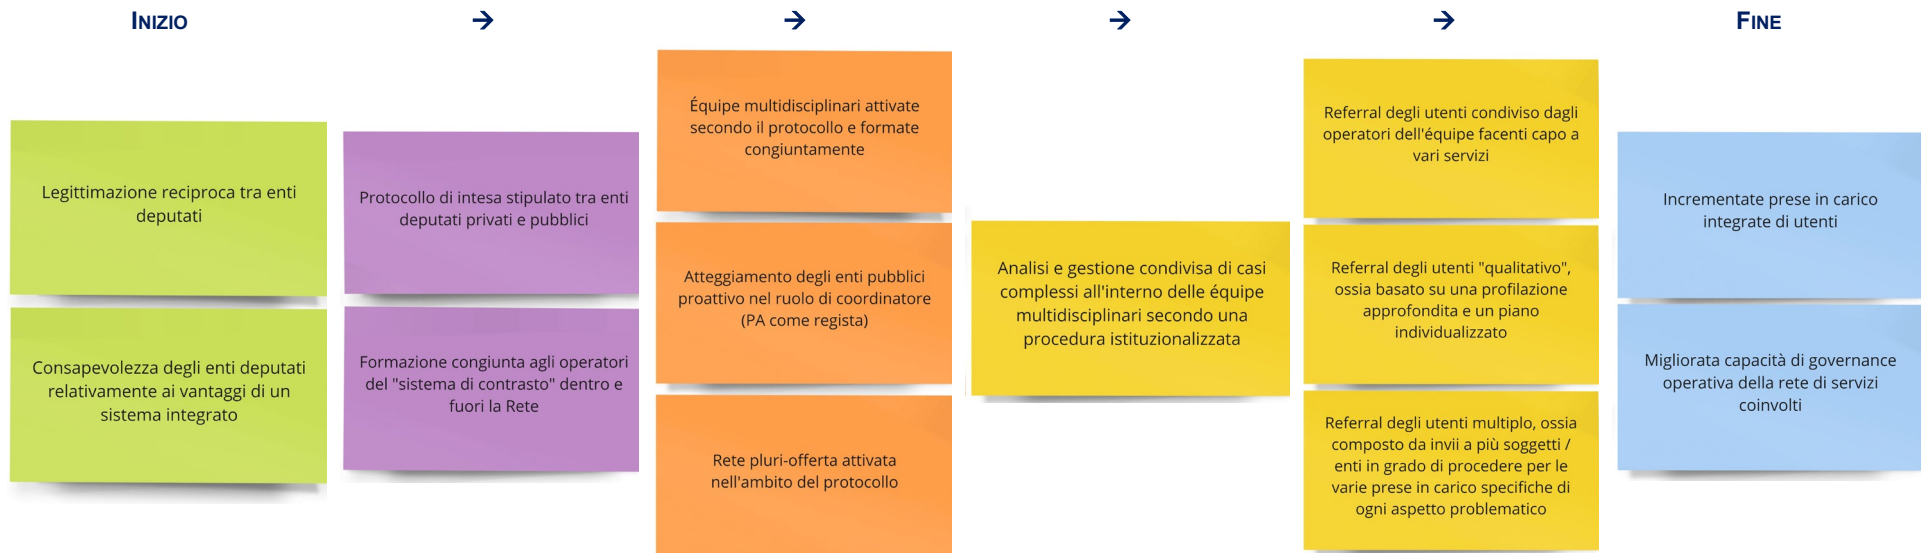 INIZIO → → → → FINE
Legittimazione reciproca tra enti
deputati
Consapevolezza degli enti deputati
relativamente ai vantaggi di un
sistema integrato
Protocollo di intesa stipulato tra enti
deputati privati e pubblici
Formazione congiunta agli operatori
del "sistema di contrasto" dentro e
fuori la Rete
Équipe multidisciplinari attivate
secondo il protocollo e formate
congiuntamente
Atteggiamento degli enti pubblici
proattivo nel ruolo di coordinatore
(PA come regista)
Rete pluri-offerta attivata
nell'ambito del protocollo
Analisi e gestione condivisa di casi
complessi all'interno delle équipe
multidisciplinari secondo una
procedura istituzionalizzata
Referral degli utenti condiviso dagli
operatori dell'équipe facenti capo a
vari servizi
Referral degli utenti "qualitativo",
ossia basato su una profilazione
approfondita e un piano
individualizzato
Referral degli utenti multiplo, ossia
composto da invii a più soggetti /
enti in grado di procedere per le
varie prese in carico specifiche di
ogni aspetto problematico
Incrementate prese in carico
integrate di utenti
Migliorata capacità di governance
operativa della rete di servizi
coinvolti